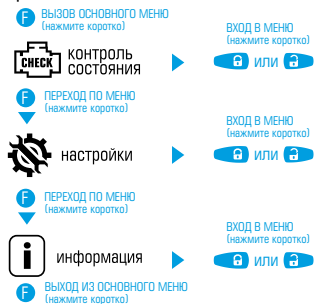 F ВЫЗОВ ОСНОВНОГО МЕНЮ
(нажмите коротко)
ВХОД В МЕНЮ
(нажмите коротко)
CHECK контроль
состояния
или
F ПЕРЕХОД ПО МЕНЮ
(нажмите коротко)
ВХОД В МЕНЮ
(нажмите коротко)
настройки
или
F ПЕРЕХОД ПО МЕНЮ
(нажмите коротко)
ВХОД В МЕНЮ
(нажмите коротко)
i информация
или
F ВЫХОД ИЗ ОСНОВНОГО МЕНЮ
(нажмите коротко)